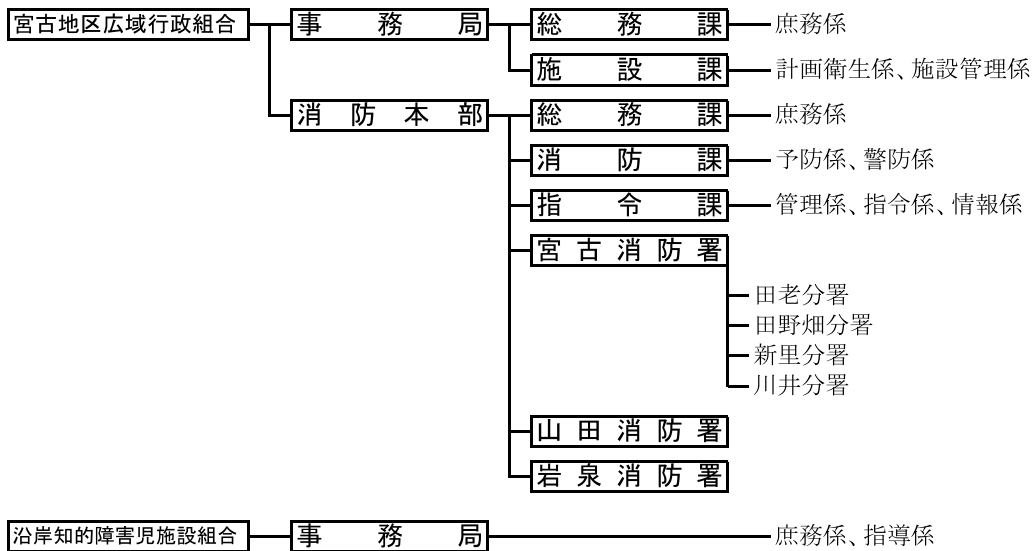 宮古地区広域行政組合 事務局 総務課 庶務係
施設課 計画衛生係、施設管理係
消防本部 総務課 庶務係
消防課 予防係、警防係
指令課 管理係、指令係、情報係
宮古消防署
田老分署
田野畑分署
新里分署
川井分署
山田消防署
岩泉消防署
沿岸知的障害児施設組合 事務局 庶務係、指導係